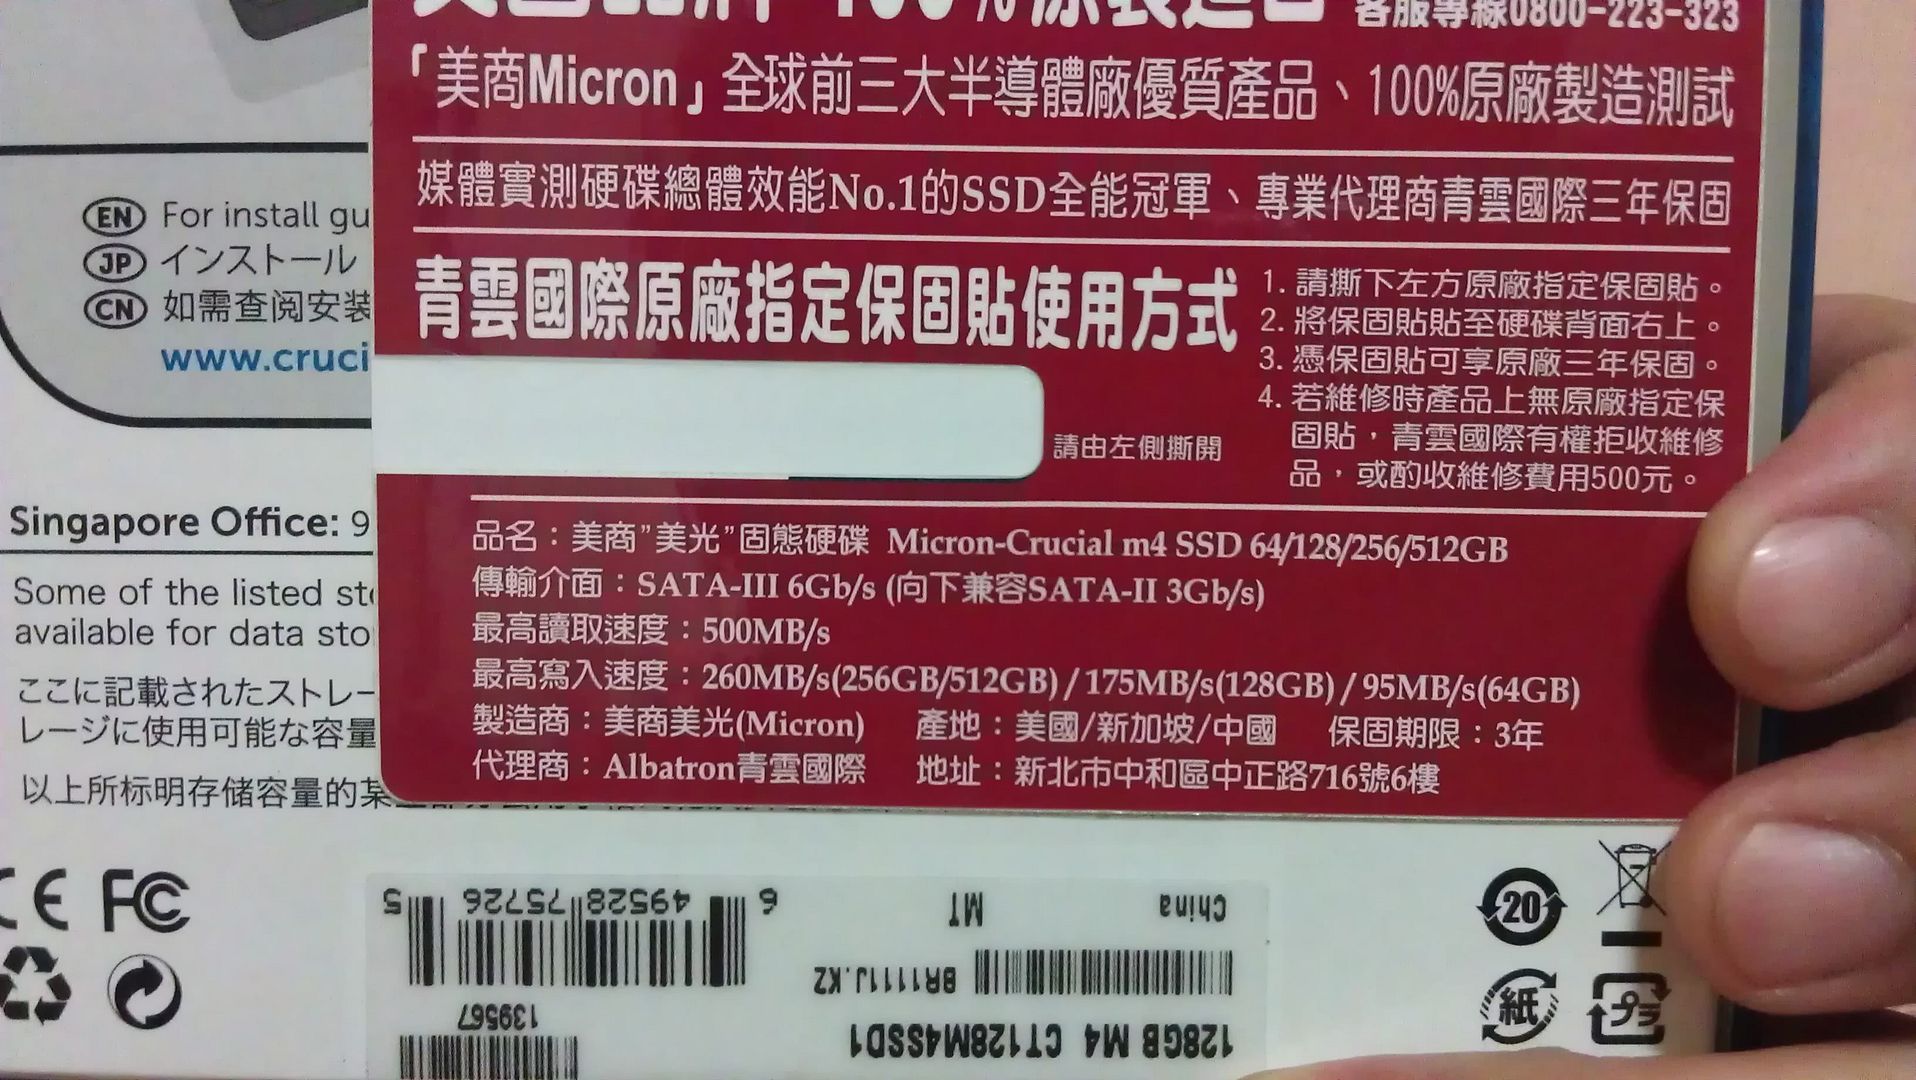 美國品牌 100%原裝進口 客服專線0800-223-323
「美商Micron」全球前三大半導體廠優質產品、100%原廠製造測試
媒體實測硬碟總體效能No.1的SSD全能冠軍、專業代理商青雲國際三年保固
青雲國際原廠指定保固貼使用方式
1. 請撕下左方原廠指定保固貼。
2. 將保固貼貼至硬碟背面右上。
3. 憑保固貼可享原廠三年保固。
4. 若維修時產品上無原廠指定保
固貼，青雲國際有權拒收維修
品，或酌收維修費用500元。
請由左側撕開
品名：美商"美光"固態硬碟 Micron-Crucial m4 SSD 64/128/256/512GB
傳輸介面：SATA-III 6Gb/s (向下兼容SATA-II 3Gb/s)
最高讀取速度：500MB/s
最高寫入速度：260MB/s(256GB/512GB) / 175MB/s(128GB) / 95MB/s(64GB)
製造商：美商美光(Micron) 產地：美國/新加坡/中國 保固期限：3年
代理商：Albatron青雲國際 地址：新北市中和區中正路716號6樓
EN For install gu
JP インストール
CN 如需查阅安装
www.cruci
Singapore Office: 9
Some of the listed sto
available for data sto
ここに記載されたストレー
レージに使用可能な容量
以上所标明存储容量的某
CE FC
20
紙 プラ
128GB M4 CT128M4SSD1
BR1111J.KZ
China MT
139567
6 49528 75726 5